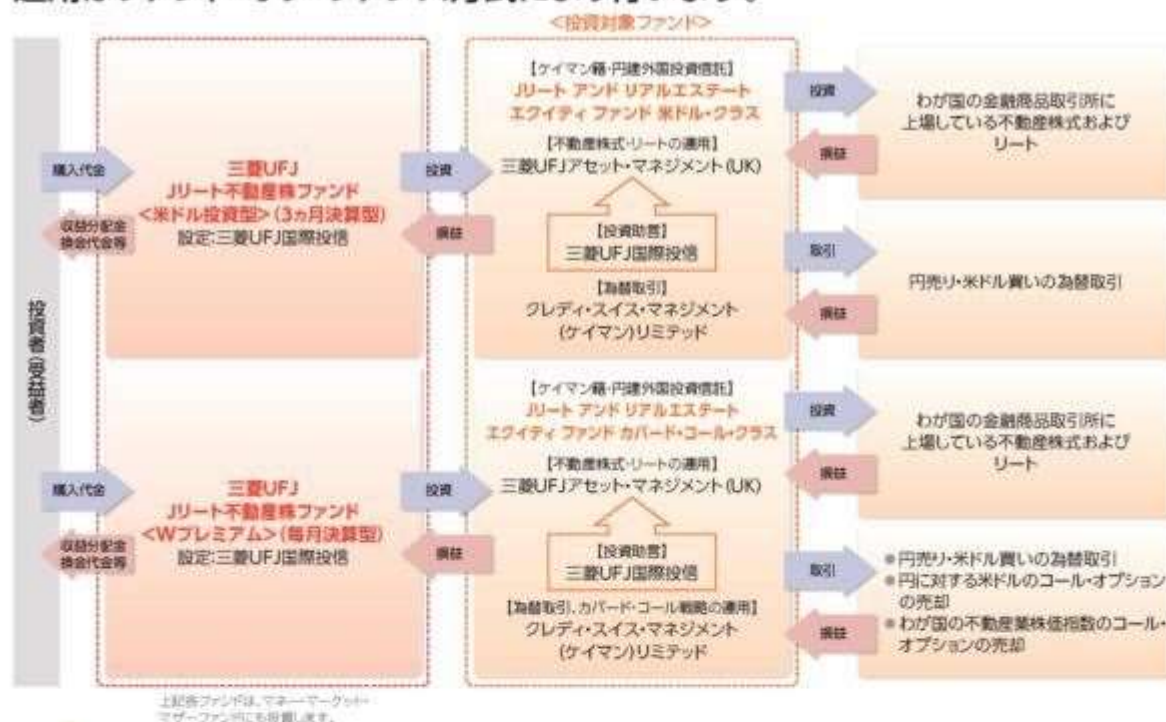 <投資対象ファンド>
投資者(受益者)
購入代金
収益分配金
換金代金等
三菱UFJ
Jリート不動産株ファンド
<米ドル投資型>(3ヵ月決算型)
設定:三菱UFJ国際投信
投資
損益
【ケイマン籍・円建外国投資信託】
Jリート アンド リアルエステート
エクイティ ファンド 米ドル・クラス
【不動産株式・リートの運用】
三菱UFJアセット・マネジメント(UK)
【投資助言】
三菱UFJ国際投信
【為替取引】
クレディ・スイス・マネジメント
(ケイマン)リミテッド
投資
損益
わが国の金融商品取引所に
上場している不動産株式および
リート
取引
損益
円売り・米ドル買いの為替取引
購入代金
収益分配金
換金代金等
三菱UFJ
Jリート不動産株ファンド
<Wプレミアム>(毎月決算型)
設定:三菱UFJ国際投信
投資
損益
【ケイマン籍・円建外国投資信託】
Jリート アンド リアルエステート
エクイティ ファンド カバード・コール・クラス
【不動産株式・リートの運用】
三菱UFJアセット・マネジメント(UK)
【投資助言】
三菱UFJ国際投信
【為替取引、カバード・コール戦略の運用】
クレディ・スイス・マネジメント
(ケイマン)リミテッド
投資
損益
わが国の金融商品取引所に
上場している不動産株式および
リート
取引
損益
●円売り・米ドル買いの為替取引
●円に対する米ドルのコール・オプション
の売却
●わが国の不動産業株価指数のコール・
オプションの売却
上記各ファンドは、マネー・マーケット・
マザーファンドにも投資します。